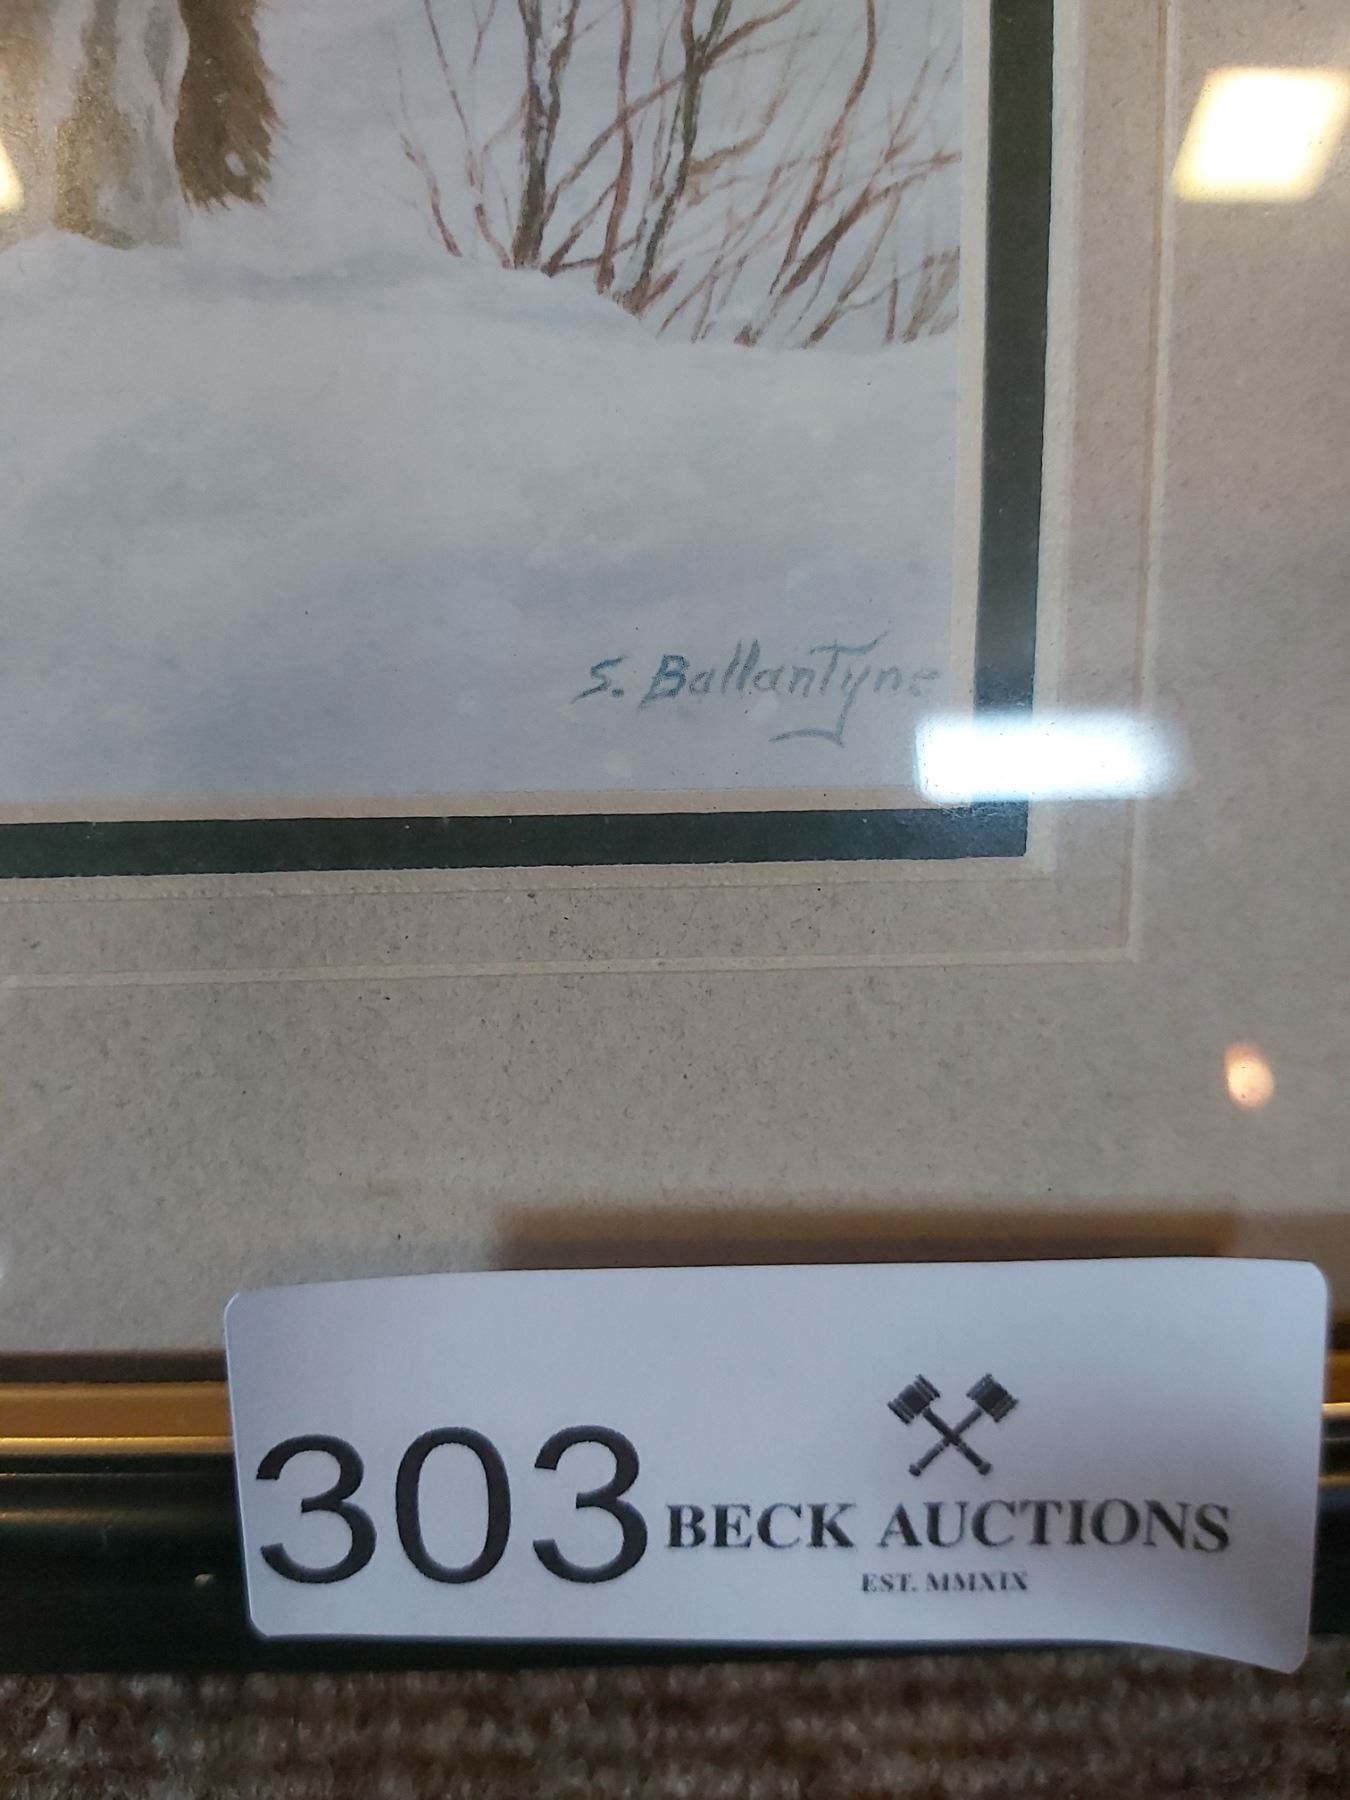 S. Ballantyne
303
BECK AUCTIONS
EST. MMXIX